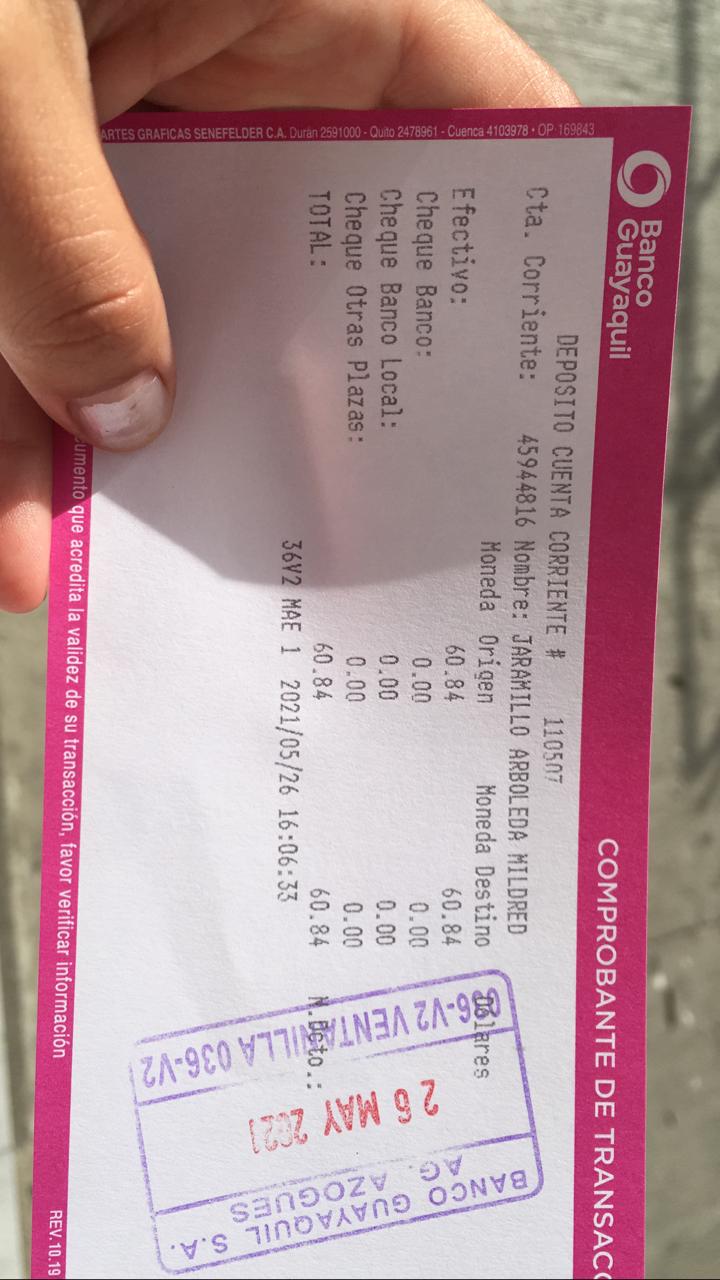 Banco
Guayaquil
COMPROBANTE DE TRANSACC
ARTES GRAFICAS SENEFELDER C.A. Durán 2591000 - Quito 2478961 - Cuenca 4103978 • OP 169843
DEPOSITO CUENTA CORRIENTE # 110507
Cta. Corriente: 45944816 Nombre: JARAMILLO ARBOLEDA MILDRED
Moneda Origen Moneda Destino Dólares
Efectivo: 60.84 60.84
Cheque Banco: 0.00 0.00
Cheque Banco Local: 0.00 0.00
Cheque Otras Plazas: 0.00 0.00
TOTAL: 60.84 60.84 N.Dcto.:
36V2 MAE 1 2021/05/26 16:06:33
BANCO GUAYAQUIL S.A.
AG. AZOGUES
26 MAY 2021
036-V2 VENTANILLA 036-V2
umento que acredita la validez de su transacción, favor verificar información
REV.10.19